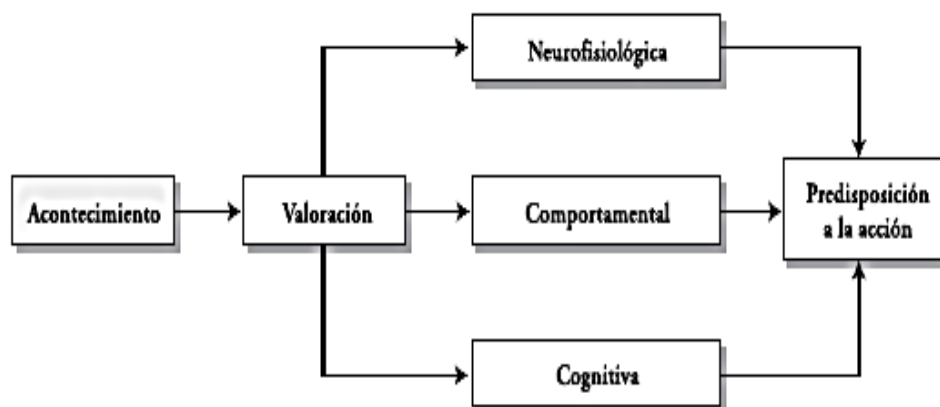 Neurofisiológica
Acontecimiento
Valoración
Comportamental
Predisposición
a la acción
Cognitiva